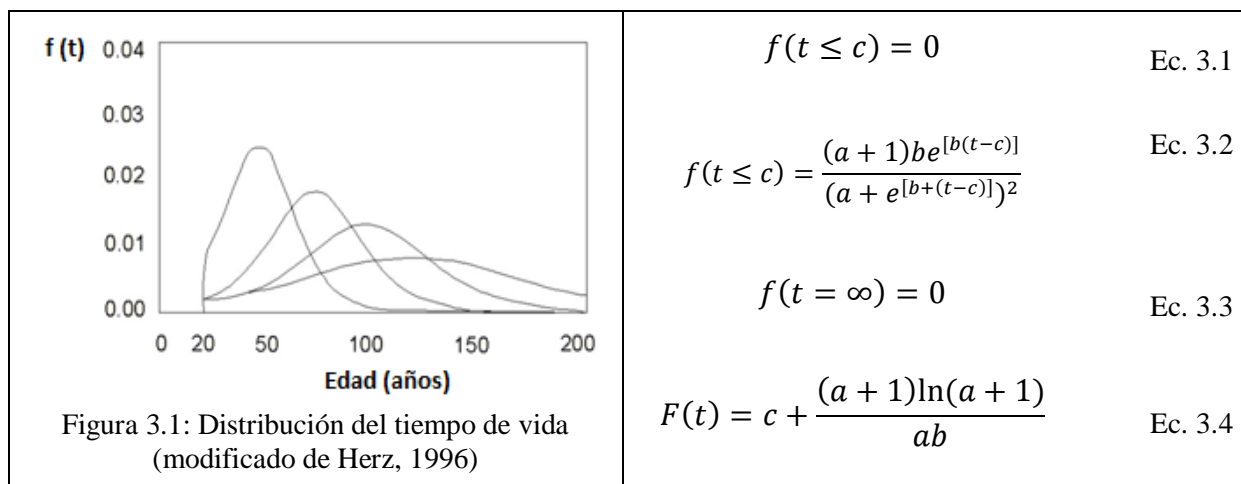 f (t)
0.04
0.03
0.02
0.01
0.00
0 20 50 100 150 200
Edad (años)
Figura 3.1: Distribución del tiempo de vida
(modificado de Herz, 1996)
f(t ≤ c) = 0 Ec. 3.1
f(t ≤ c) = (a + 1)be^{[b(t−c)]} / (a + e^{[b+(t−c)]})^2 Ec. 3.2
f(t = ∞) = 0 Ec. 3.3
F(t) = c + (a + 1)ln(a + 1) / ab Ec. 3.4